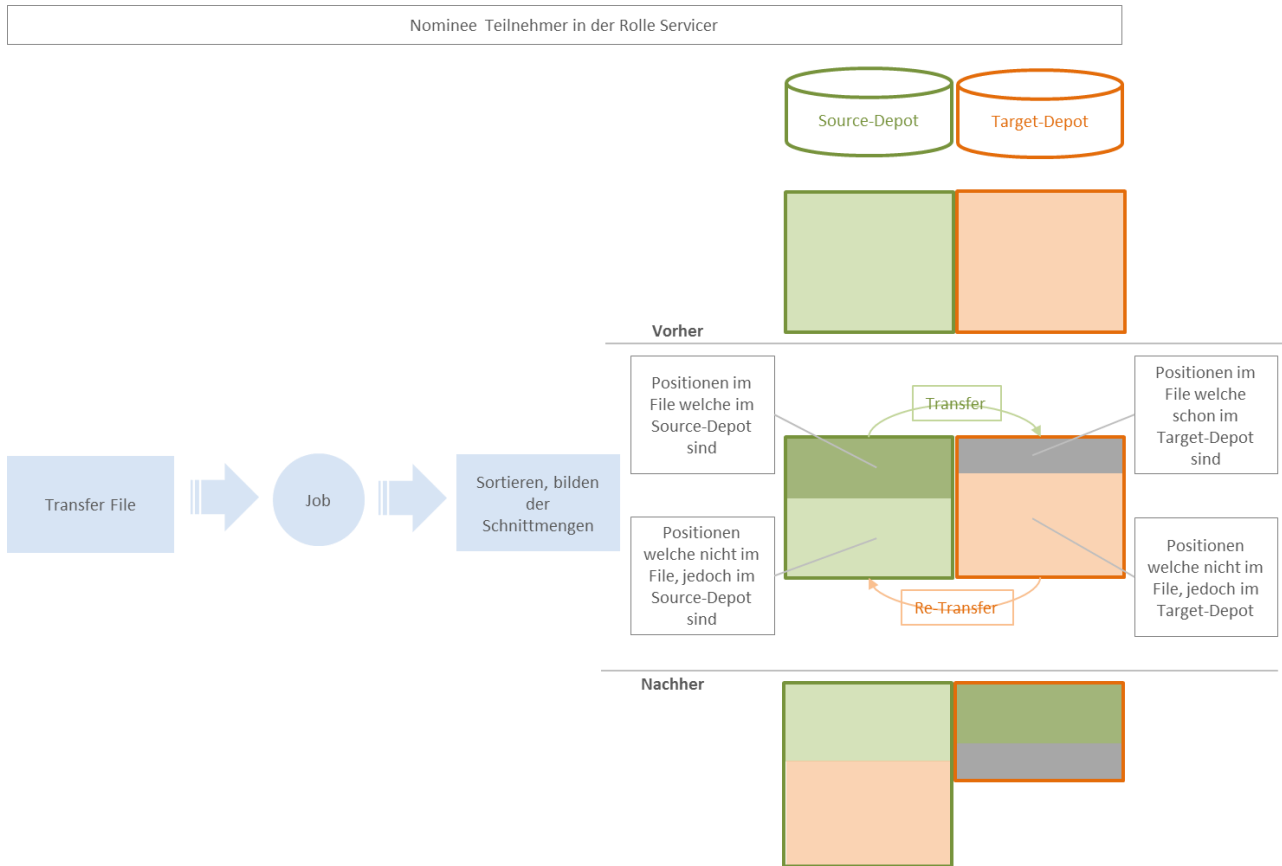 Nominee Teilnehmer in der Rolle Servicer
Source-Depot
Target-Depot
Vorher
Positionen im
File welche im
Source-Depot
sind
Transfer
Positionen im
File welche
schon im
Target-Depot
sind
Transfer File
Job
Sortieren, bilden
der
Schnittmengen
Positionen
welche nicht im
File, jedoch im
Source-Depot
sind
Re-Transfer
Positionen
welche nicht im
File, jedoch im
Target-Depot
Nachher